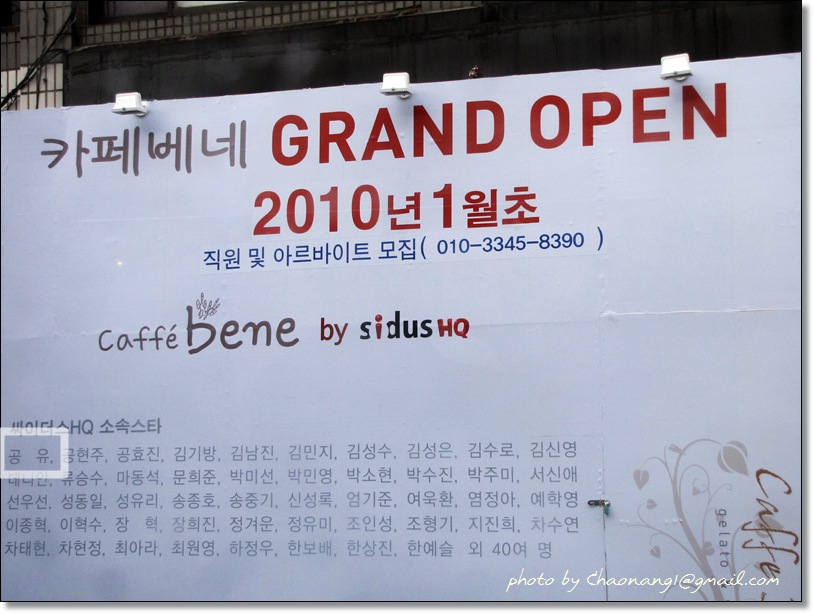 카페베네 GRAND OPEN
2010년 1월초
직원 및 아르바이트 모집( 010-3345-8390 )
caffé bene by sidusHQ
싸이더스HQ 소속스타
공 유, 공현주, 공효진, 김기방, 김남진, 김민지, 김성수, 김성은, 김수로, 김신영
데니안, 류승수, 마동석, 문희준, 박미선, 박민영, 박소현, 박수진, 박주미, 서신애
선우선, 성동일, 성유리, 송종호, 송중기, 신성록, 엄기준, 여욱환, 염정아, 예학영
이종혁, 이혁수, 장 혁, 장희진, 정겨운, 정유미, 조인성, 조형기, 지진희, 차수연
차태현, 차현정, 최아라, 최원영, 하정우, 한보배, 한상진, 한예슬 외 40여 명
caffe
gelato
photo by Chaonang1@gmail.com